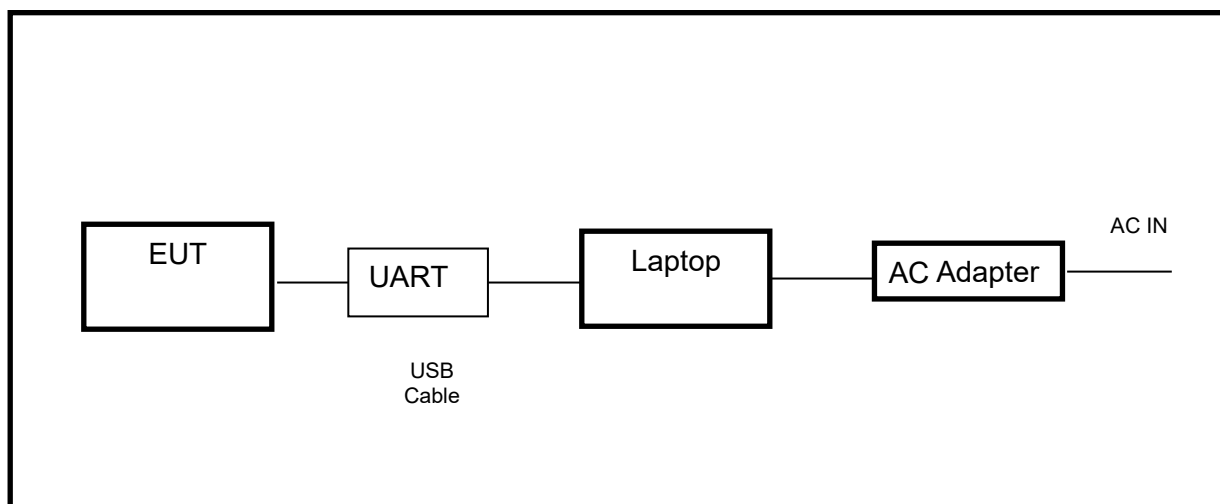 EUT
UART
Laptop
AC Adapter
AC IN
USB
Cable